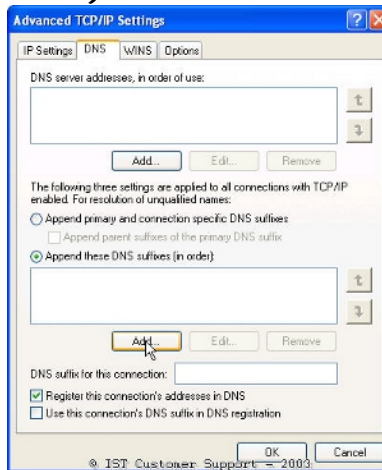 Advanced TCP/IP Settings
IP Settings DNS WINS Options
DNS server addresses, in order of use:
Add... Edit... Remove
The following three settings are applied to all connections with TCP/IP
enabled. For resolution of unqualified names:
Append primary and connection specific DNS suffixes
Append parent suffixes of the primary DNS suffix
Append these DNS suffixes (in order):
Add... Edit... Remove
DNS suffix for this connection:
Register this connection's addresses in DNS
Use this connection's DNS suffix in DNS registration
OK Cancel
© IST Customer Support - 2003